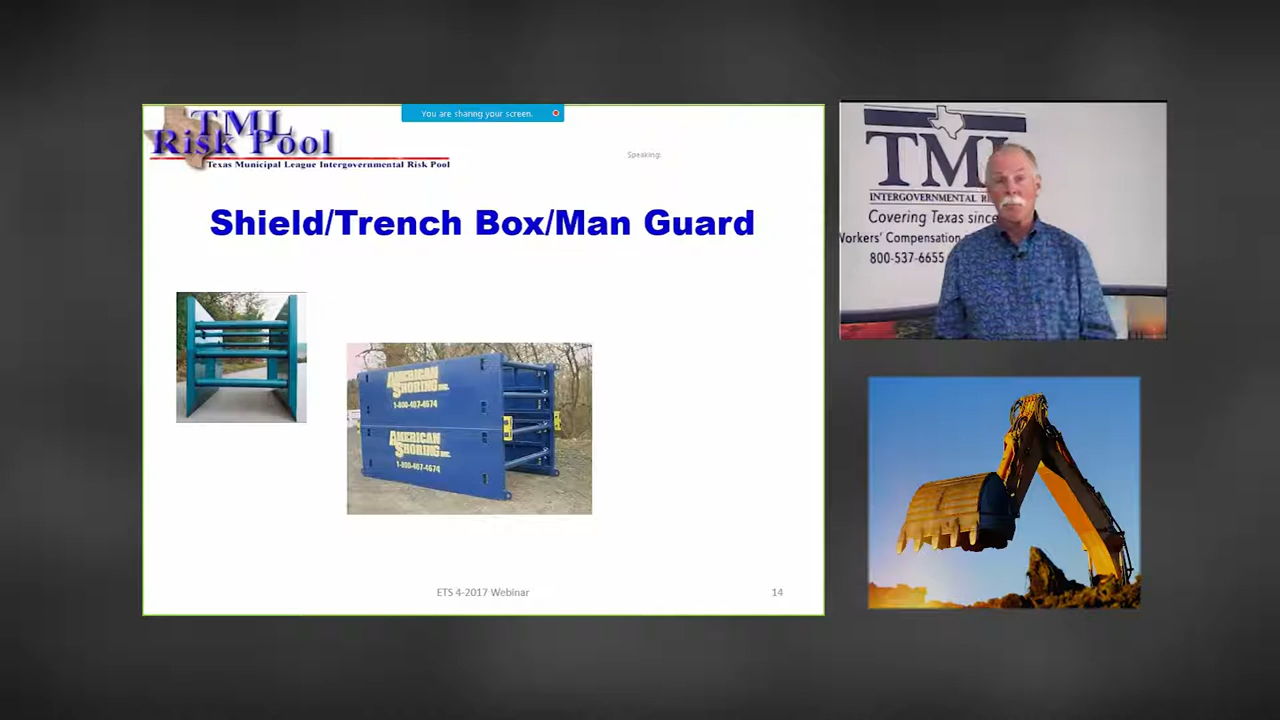 TML
Risk Pool
Texas Municipal League Intergovernmental Risk Pool
You are sharing your screen.
Speaking:
Shield/Trench Box/Man Guard
AMERICAN
SHORING INC.
1-800-407-4674
AMERICAN
SHORING INC.
1-800-407-4674
ETS 4-2017 Webinar
14
TML
INTERGOVERNMENTAL
Covering Texas since
Workers' Compensation
800-537-6655